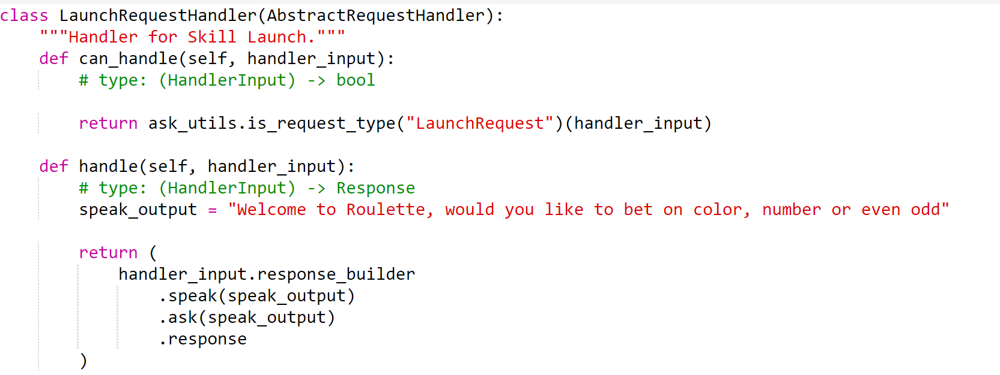 class LaunchRequestHandler(AbstractRequestHandler):
    """Handler for Skill Launch."""
    def can_handle(self, handler_input):
        # type: (HandlerInput) -> bool

        return ask_utils.is_request_type("LaunchRequest")(handler_input)

    def handle(self, handler_input):
        # type: (HandlerInput) -> Response
        speak_output = "Welcome to Roulette, would you like to bet on color, number or even odd"

        return (
            handler_input.response_builder
                .speak(speak_output)
                .ask(speak_output)
                .response
        )